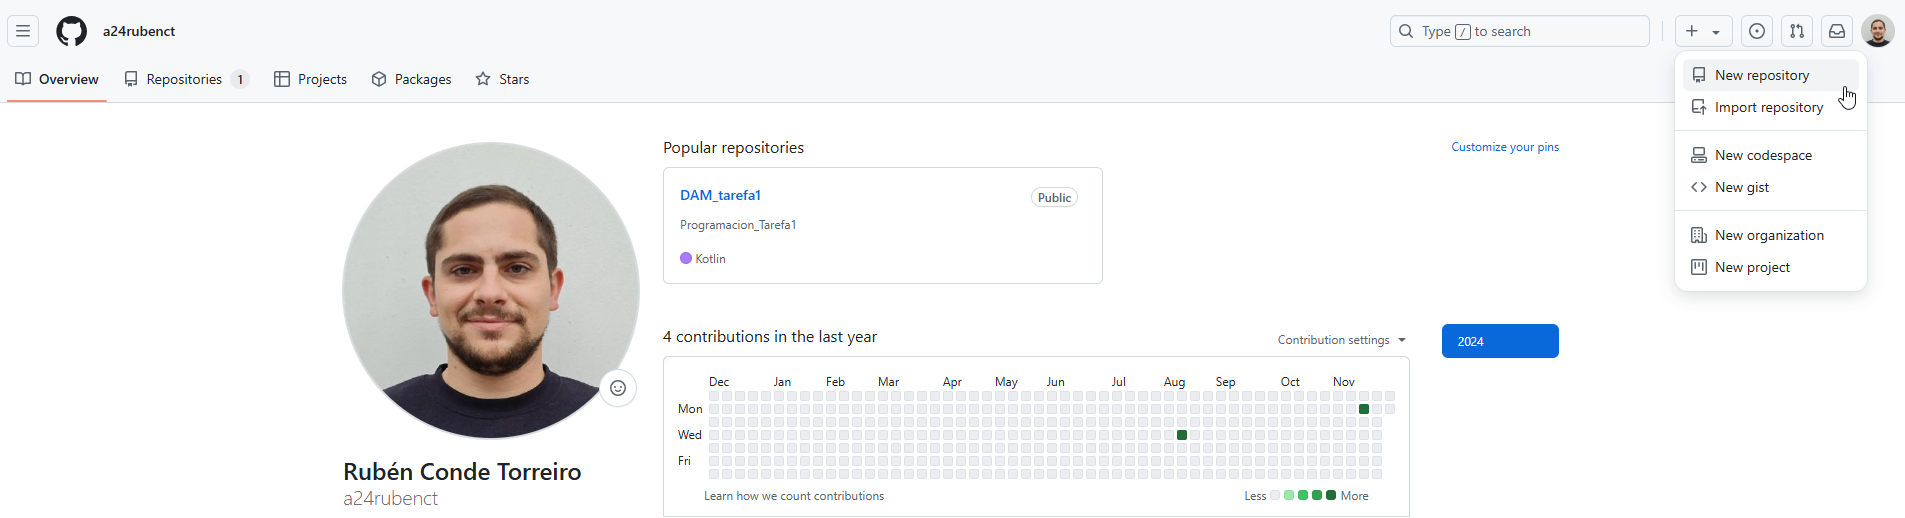 a24rubenct
Type / to search
Overview
Repositories 1
Projects
Packages
Stars
New repository
Import repository
New codespace
New gist
New organization
New project
Popular repositories
Customize your pins
DAM_tarefa1
Public
Programacion_Tarefa1
Kotlin
4 contributions in the last year
Contribution settings
2024
Dec Jan Feb Mar Apr May Jun Jul Aug Sep Oct Nov
Mon
Wed
Fri
Learn how we count contributions
Less More
Rubén Conde Torreiro
a24rubenct